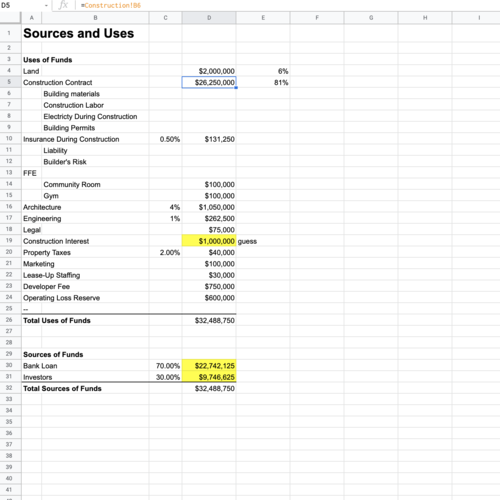 D5 fx =Construction!B6
A B C D E F G H I
1 Sources and Uses
2
3 Uses of Funds
4 Land $2,000,000 6%
5 Construction Contract $26,250,000 81%
6 Building materials
7 Construction Labor
8 Electricty During Construction
9 Building Permits
10 Insurance During Construction 0.50% $131,250
11 Liability
12 Builder's Risk
13 FFE
14 Community Room $100,000
15 Gym $100,000
16 Architecture 4% $1,050,000
17 Engineering 1% $262,500
18 Legal $75,000
19 Construction Interest $1,000,000 guess
20 Property Taxes 2.00% $40,000
21 Marketing $100,000
22 Lease-Up Staffing $30,000
23 Developer Fee $750,000
24 Operating Loss Reserve $600,000
25 --
26 Total Uses of Funds $32,488,750
27
28
29 Sources of Funds
30 Bank Loan 70.00% $22,742,125
31 Investors 30.00% $9,746,625
32 Total Sources of Funds $32,488,750
33
34
35
36
37
38
39
40
41